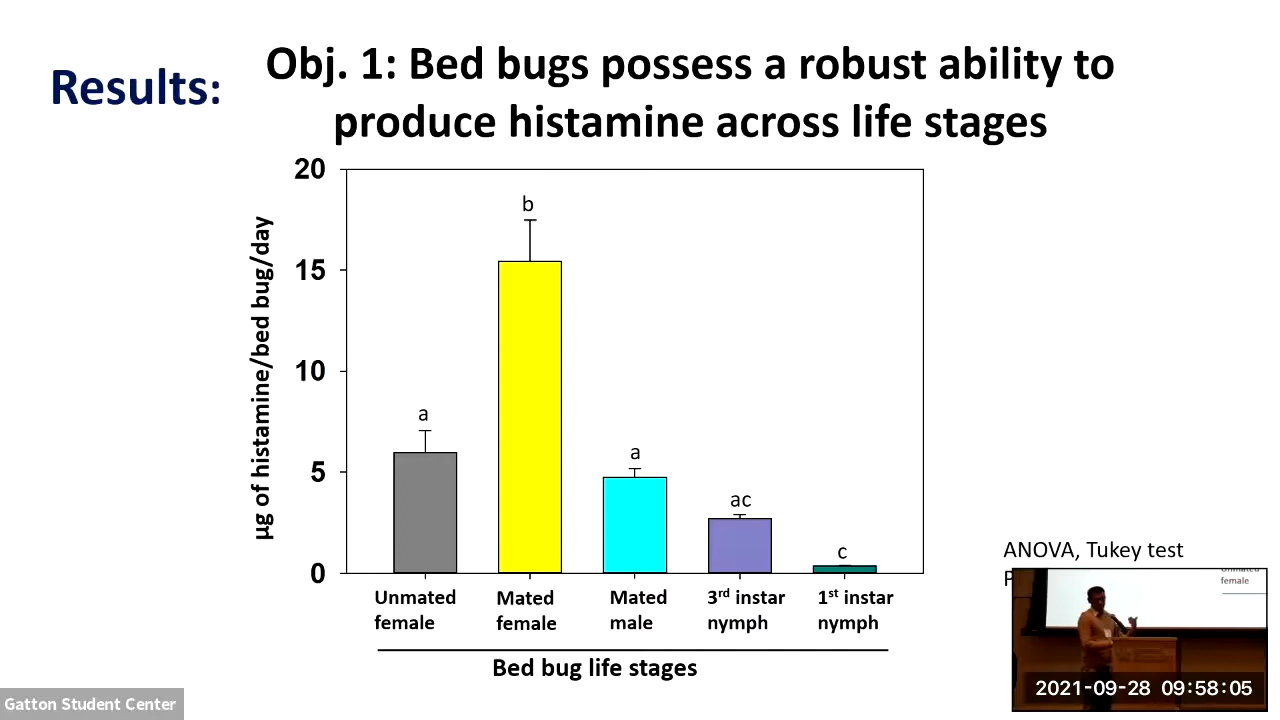 Results:
Obj. 1: Bed bugs possess a robust ability to
produce histamine across life stages
µg of histamine/bed bug/day
20
15
10
5
0
a
b
a
ac
c
Unmated
female
Mated
female
Mated
male
3rd instar
nymph
1st instar
nymph
Bed bug life stages
ANOVA, Tukey test
P
Unmated
female
2021-09-28 09:58:05
Gatton Student Center